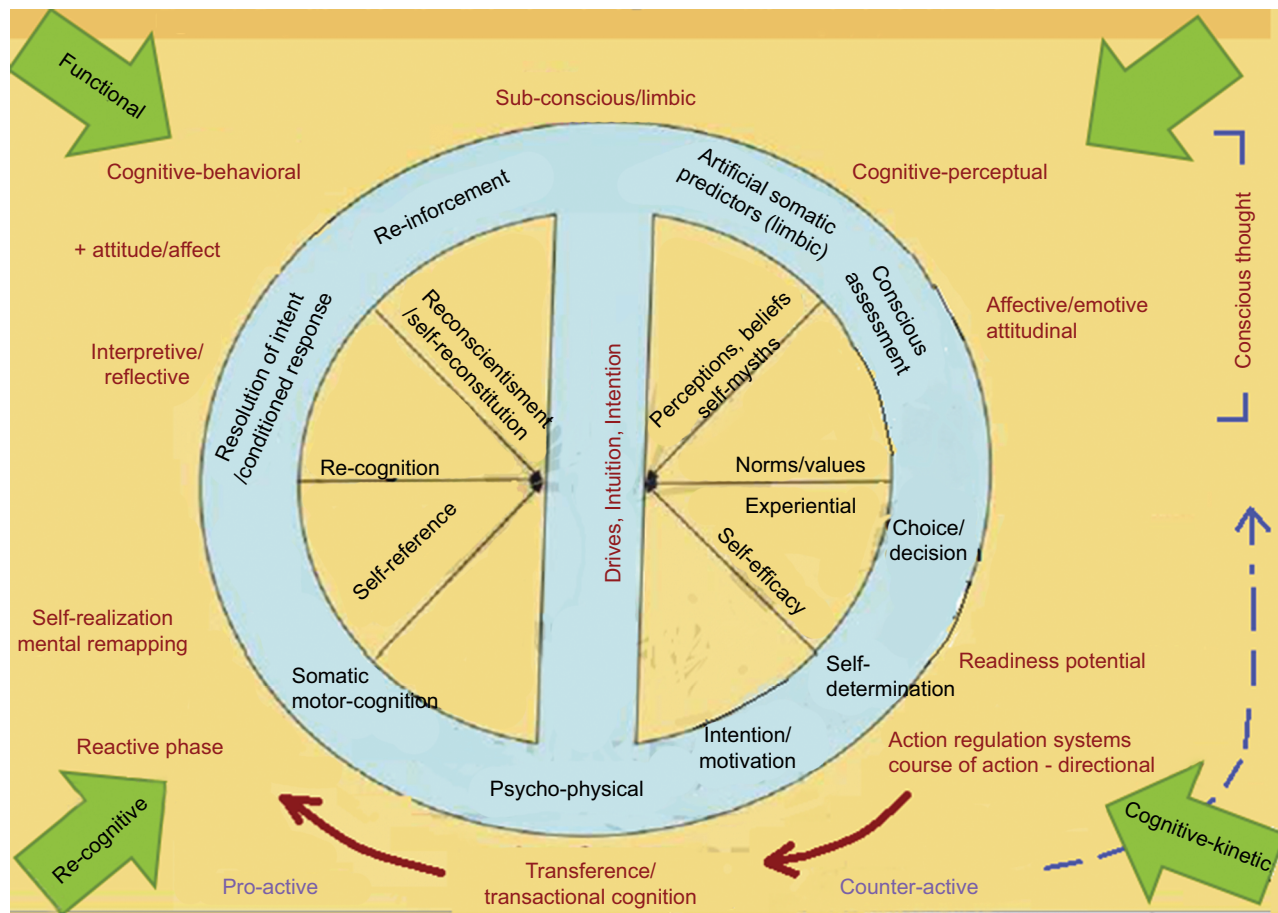 Functional
Sub-conscious/limbic
Cognitive-behavioral
Cognitive-perceptual
+ attitude/affect
Affective/emotive
attitudinal
Interpretive/
reflective
Conscious thought
Re-inforcement
Artificial somatic
predictors (limbic)
Conscious
assessment
Resolution of intent
/conditioned response
Reconscientisment
/self-reconstitution
Drives, Intuition, Intention
Perceptions, beliefs
self-mysths
Re-cognition
Norms/values
Experiential
Self-reference
Self-efficacy
Choice/
decision
Self-realization
mental remapping
Somatic
motor-cognition
Self-
determination
Readiness potential
Intention/
motivation
Reactive phase
Action regulation systems
course of action - directional
Psycho-physical
Re-cognitive
Cognitive-kinetic
Pro-active
Transference/
transactional cognition
Counter-active